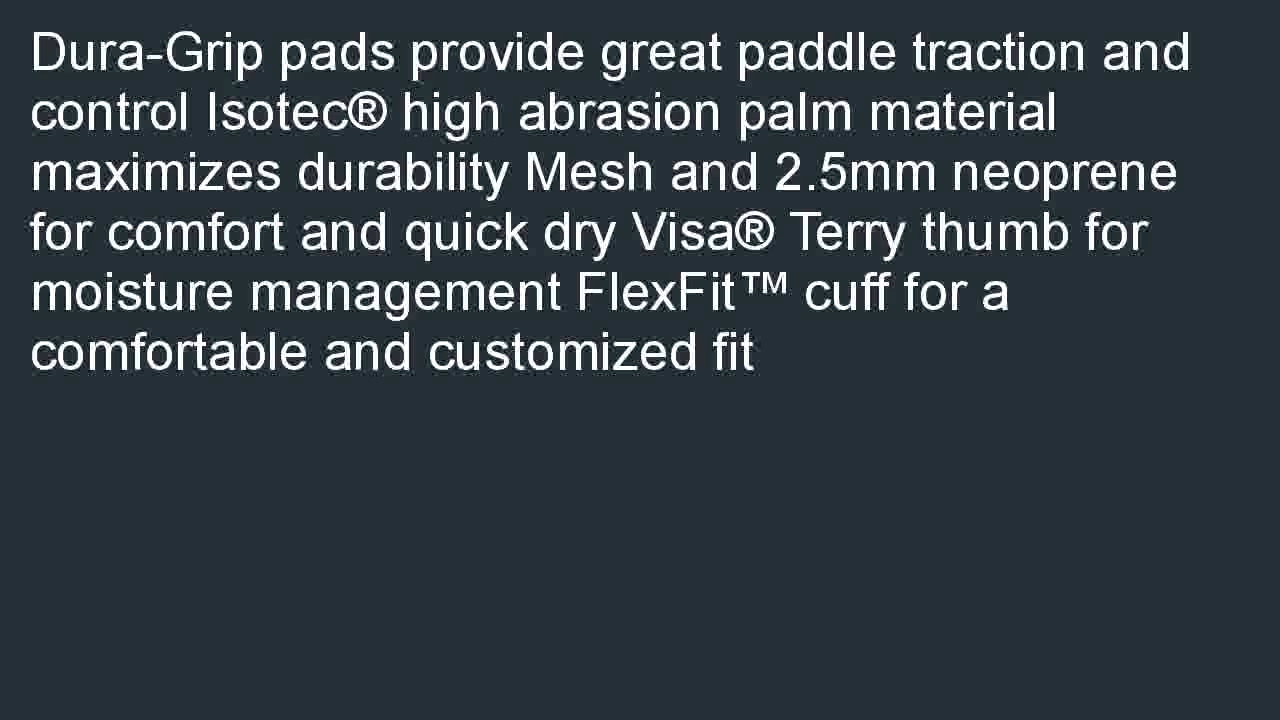 Dura-Grip pads provide great paddle traction and
control Isotec® high abrasion palm material
maximizes durability Mesh and 2.5mm neoprene
for comfort and quick dry Visa® Terry thumb for
moisture management FlexFit™ cuff for a
comfortable and customized fit